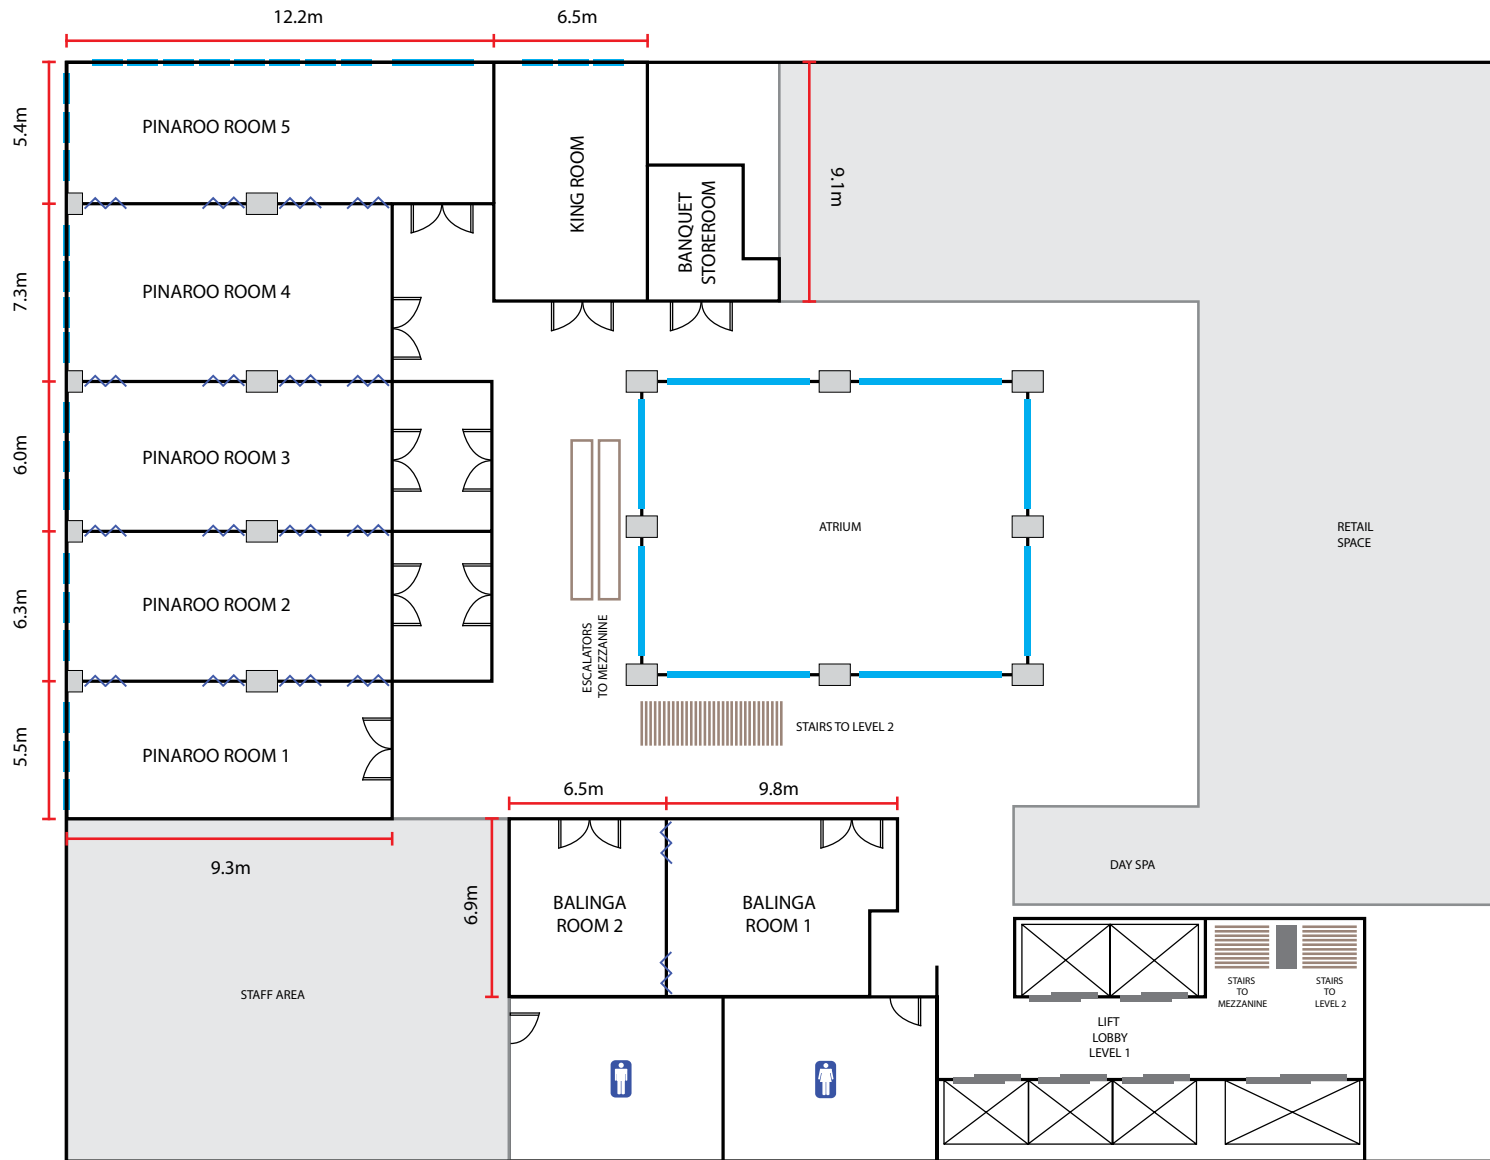 12.2m
6.5m
5.4m
PINAROO ROOM 5
KING ROOM
BANQUET
STOREROOM
9.1m
7.3m
PINAROO ROOM 4
6.0m
PINAROO ROOM 3
ATRIUM
RETAIL
SPACE
6.3m
PINAROO ROOM 2
ESCALATORS
TO MEZZANINE
5.5m
PINAROO ROOM 1
STAIRS TO LEVEL 2
6.5m
9.8m
9.3m
6.9m
BALINGA
ROOM 2
BALINGA
ROOM 1
DAY SPA
STAFF AREA
STAIRS
TO
MEZZANINE
STAIRS
TO
LEVEL 2
LIFT
LOBBY
LEVEL 1